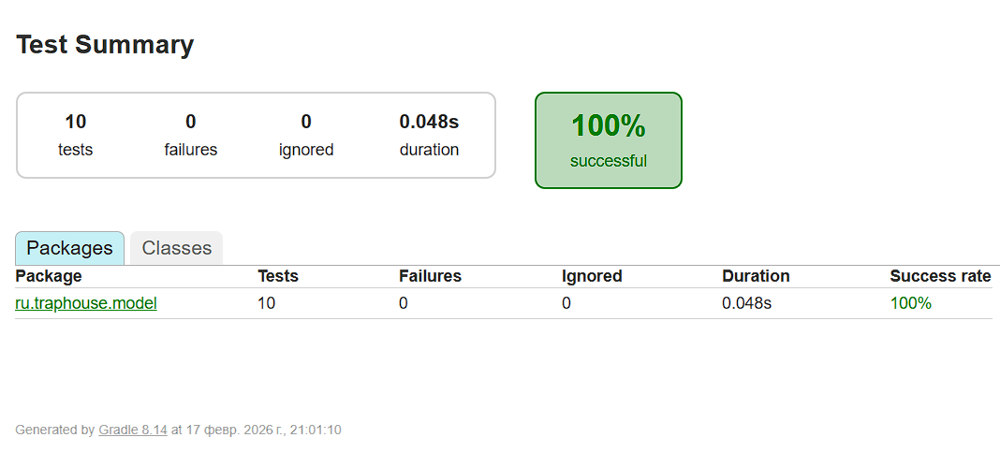 Test Summary
10 0 0 0.048s
tests failures ignored duration
100%
successful
Packages Classes
Package Tests Failures Ignored Duration Success rate
ru.traphouse.model 10 0 0 0.048s 100%
Generated by Gradle 8.14 at 17 февр. 2026 г., 21:01:10